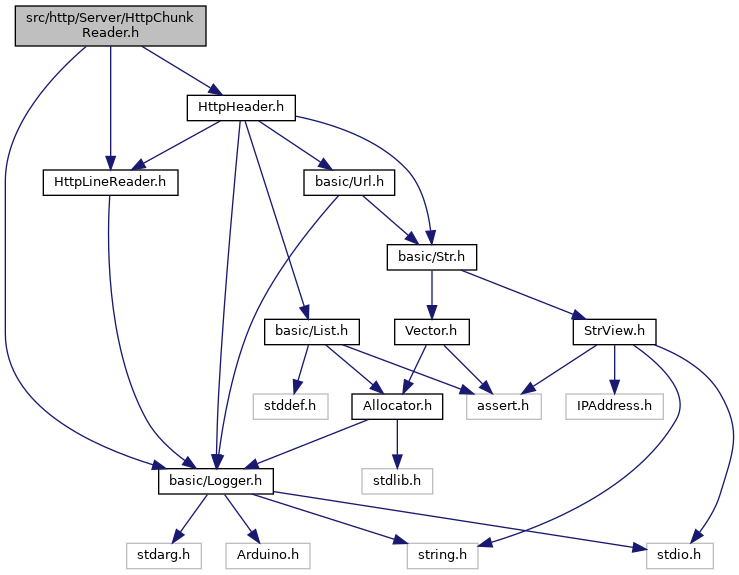 src/http/Server/HttpChunk
Reader.h
HttpHeader.h
HttpLineReader.h
basic/Url.h
basic/Str.h
basic/List.h
Vector.h
StrView.h
stddef.h
Allocator.h
assert.h
IPAddress.h
basic/Logger.h
stdlib.h
stdarg.h
Arduino.h
string.h
stdio.h